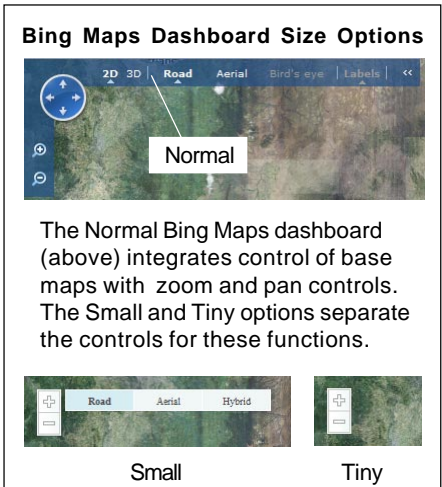 Bing Maps Dashboard Size Options
2D 3D Road Aerial Bird's eye Labels <<
Normal
The Normal Bing Maps dashboard
(above) integrates control of base
maps with zoom and pan controls.
The Small and Tiny options separate
the controls for these functions.
Road Aerial Hybrid
Small Tiny